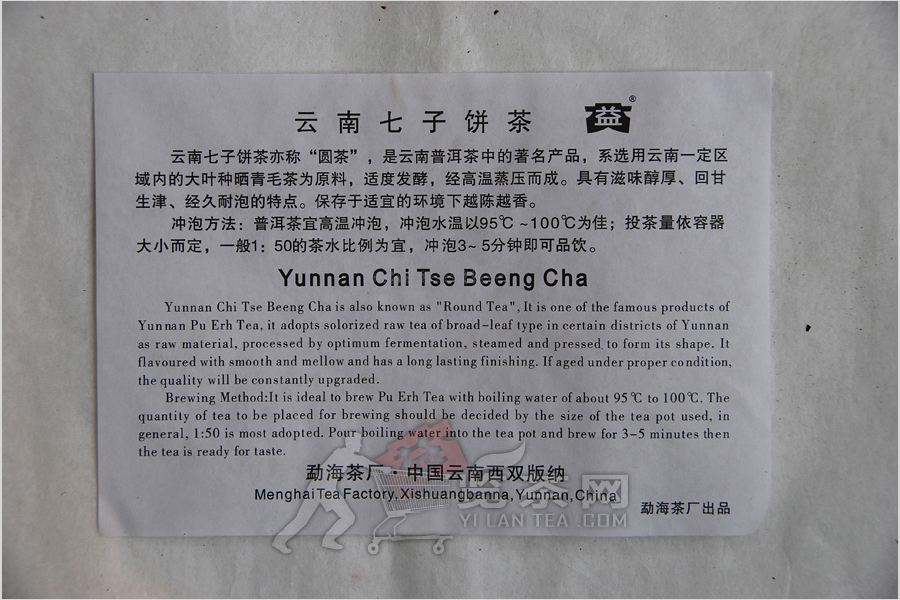 云南七子饼茶 益®
云南七子饼茶亦称“圆茶”，是云南普洱茶中的著名产品，系选用云南一定区
域内的大叶种晒青毛茶为原料，适度发酵，经高温蒸压而成。具有滋味醇厚、回甘
生津、经久耐泡的特点。保存于适宜的环境下越陈越香。
冲泡方法：普洱茶宜高温冲泡，冲泡水温以95℃~100℃为佳；投茶量依容器
大小而定，一般1：50的茶水比例为宜，冲泡3~5分钟即可品饮。
Yunnan Chi Tse Beeng Cha
Yunnan Chi Tse Beeng Cha is also known as "Round Tea", It is one of the famous products of
Yunnan Pu Erh Tea, it adopts solorized raw tea of broad-leaf type in certain districts of Yunnan
as raw material, processed by optimum fermentation, steamed and pressed to form its shape. It
flavoured with smooth and mellow and has a long lasting finishing. If aged under proper condition,
the quality will be constantly upgraded.
Brewing Method:It is ideal to brew Pu Erh Tea with boiling water of about 95℃ to 100℃. The
quantity of tea to be placed for brewing should be decided by the size of the tea pot used, in
general, 1:50 is most adopted. Pour boiling water into the tea pot and brew for 3-5 minutes then
the tea is ready for taste.
勐海茶厂·中国云南西双版纳
Menghai Tea Factory, Xishuangbanna, Yunnan, China
览茶网
YI LAN TEA .COM
勐海茶厂出品